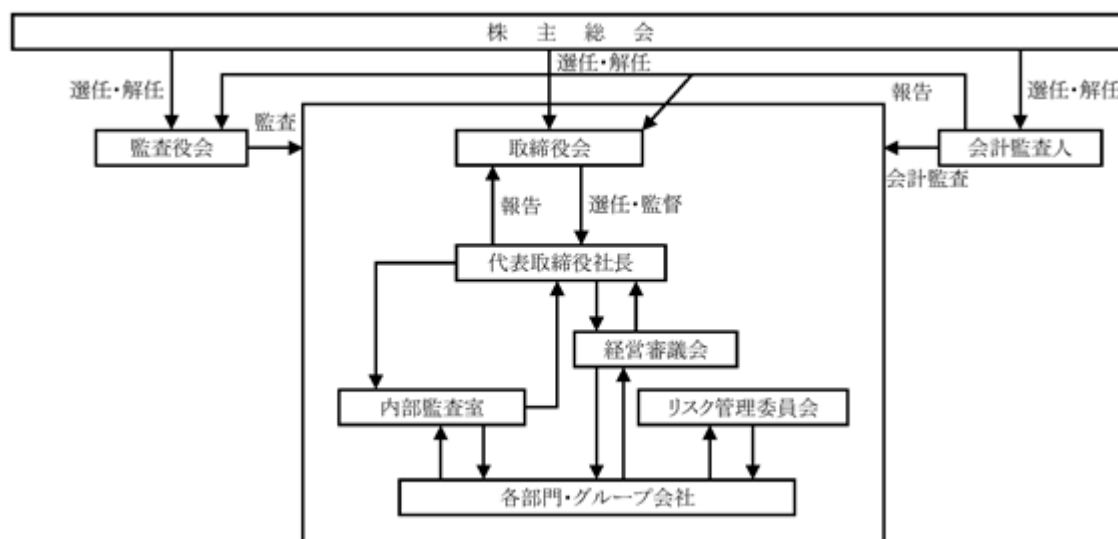 株主総会
選任・解任
選任・解任
報告
選任・解任
監査役会
監査
取締役会
会計監査人
会計監査
報告
選任・監督
代表取締役社長
経営審議会
内部監査室
リスク管理委員会
各部門・グループ会社